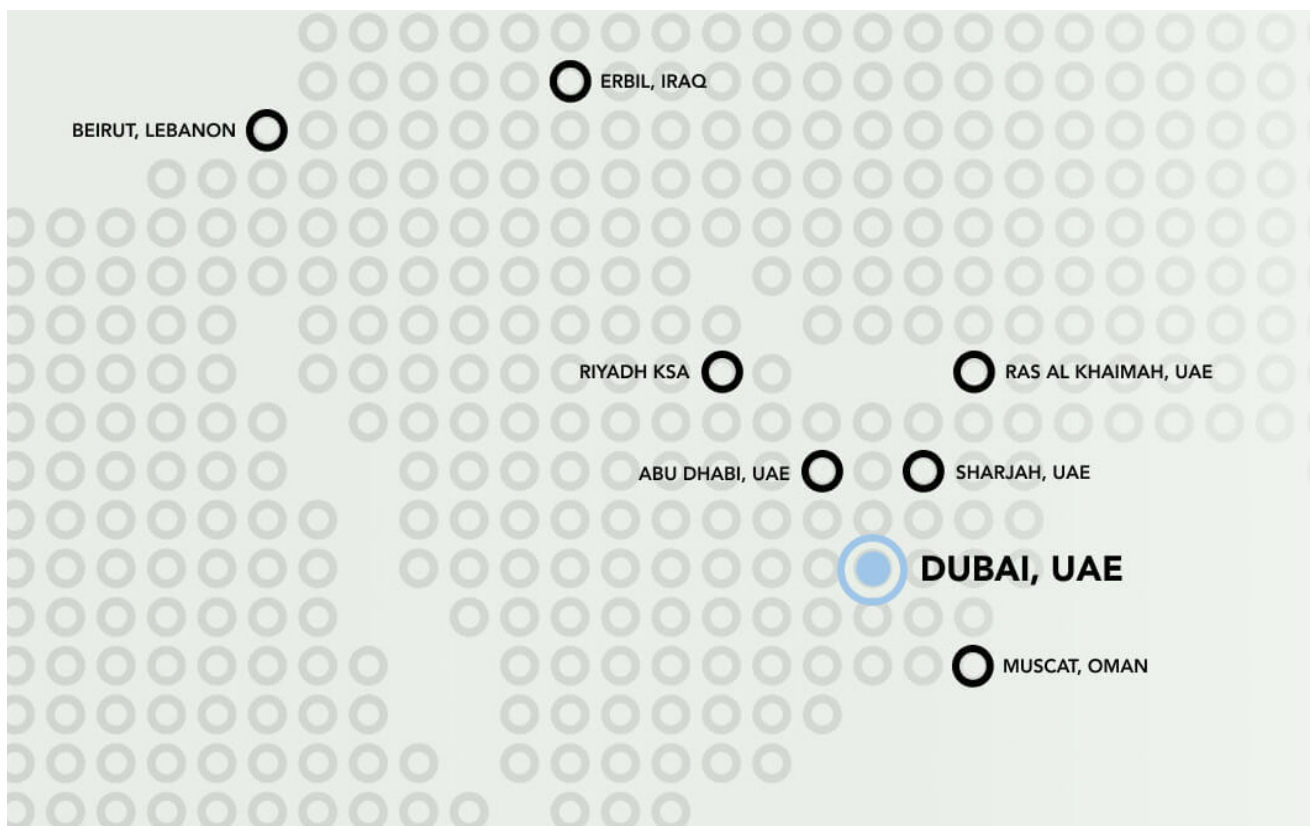 ERBIL, IRAQ
BEIRUT, LEBANON
RIYADH KSA
RAS AL KHAIMAH, UAE
ABU DHABI, UAE
SHARJAH, UAE
DUBAI, UAE
MUSCAT, OMAN